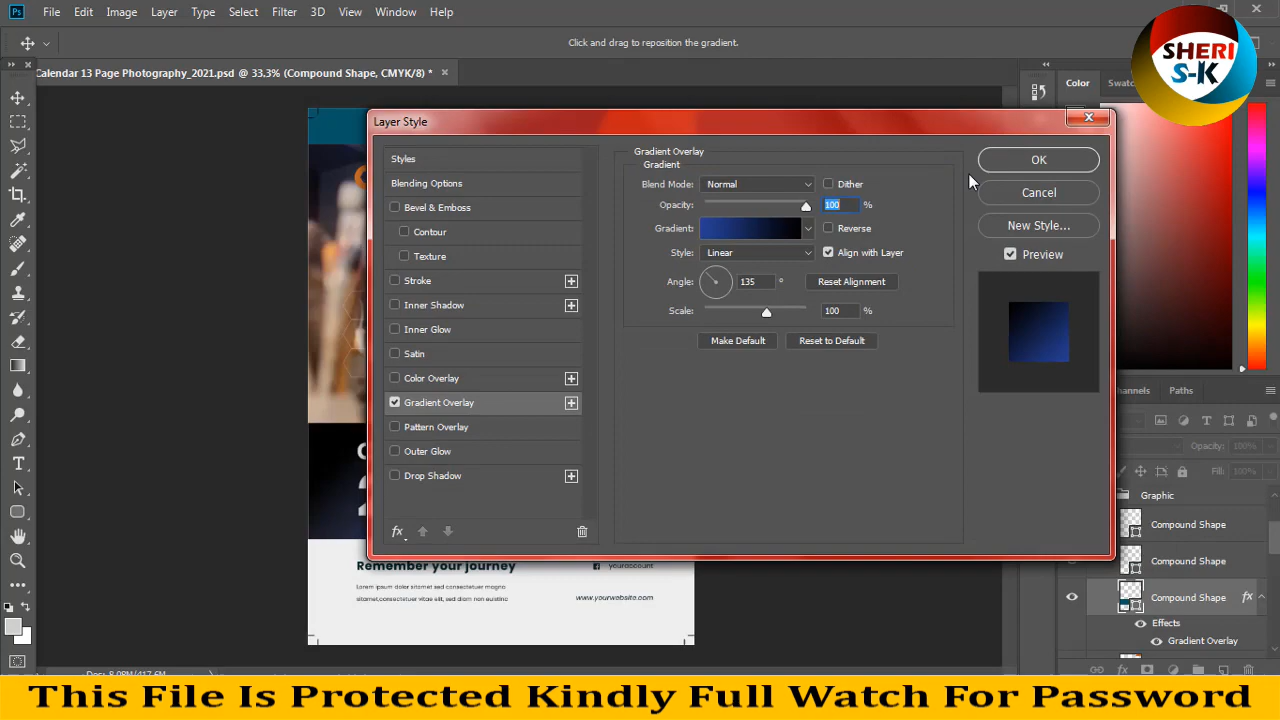 Ps File Edit Image Layer Type Select Filter 3D View Window Help
Click and drag to reposition the gradient.
SHERI
S-K
Calendar 13 Page Photography_2021.psd @ 33.3% (Compound Shape, CMYK/8) *
Color
Layer Style
Styles
Blending Options
Bevel & Emboss
Contour
Texture
Stroke
Inner Shadow
Inner Glow
Satin
Color Overlay
Gradient Overlay
Pattern Overlay
Outer Glow
Drop Shadow
fx
Gradient Overlay
Gradient
Blend Mode: Normal Dither
Opacity: 100 %
Gradient: Reverse
Style: Linear Align with Layer
Angle: 135 ° Reset Alignment
Scale: 100 %
Make Default Reset to Default
OK
Cancel
New Style...
Preview
Paths
Opacity: 100%
Fill: 100%
Graphic
Compound Shape
Compound Shape
Compound Shape fx
Effects
Gradient Overlay
Remember your journey
Lorem ipsum dolor sitamed sad consectetuer magna
sitamet,consectetuer vitae elit, sed diam onummy
youraccount
www.yourwebsite.com
This File Is Protected Kindly Full Watch For Password